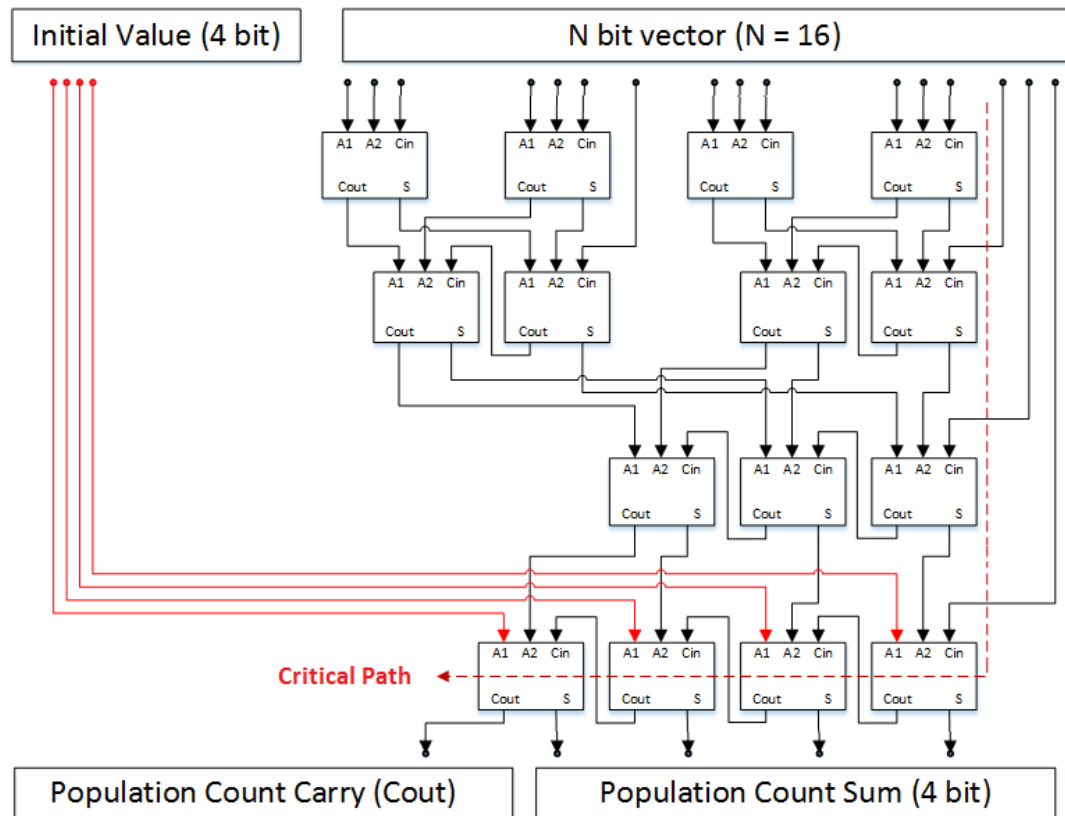 Initial Value (4 bit)
N bit vector (N = 16)
A1 A2 Cin
Cout S
A1 A2 Cin
Cout S
A1 A2 Cin
Cout S
A1 A2 Cin
Cout S
A1 A2 Cin
Cout S
A1 A2 Cin
Cout S
A1 A2 Cin
Cout S
A1 A2 Cin
Cout S
A1 A2 Cin
Cout S
A1 A2 Cin
Cout S
A1 A2 Cin
Cout S
Critical Path
A1 A2 Cin
Cout S
A1 A2 Cin
Cout S
A1 A2 Cin
Cout S
A1 A2 Cin
Cout S
Population Count Carry (Cout)
Population Count Sum (4 bit)